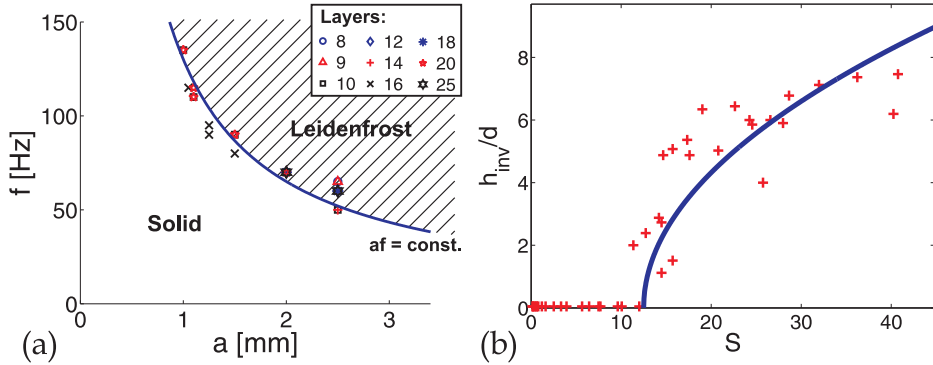 150
100
50
0
f [Hz]
Layers:
8 12 18
9 14 20
10 16 25
Leidenfrost
Solid
af = const.
1 2 3
a [mm]
(a)
8
6
4
2
0
h_inv/d
0 10 20 30 40
S
(b)